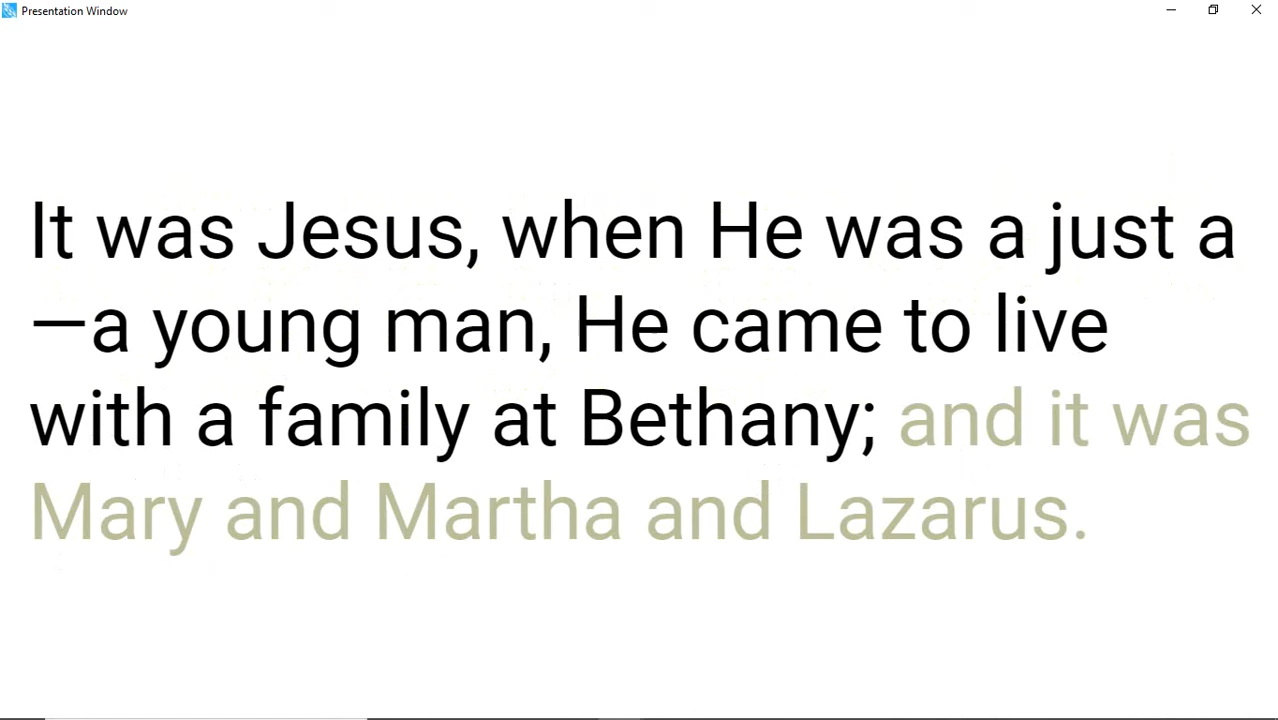 Presentation Window
It was Jesus, when He was a just a
—a young man, He came to live
with a family at Bethany; and it was
Mary and Martha and Lazarus.